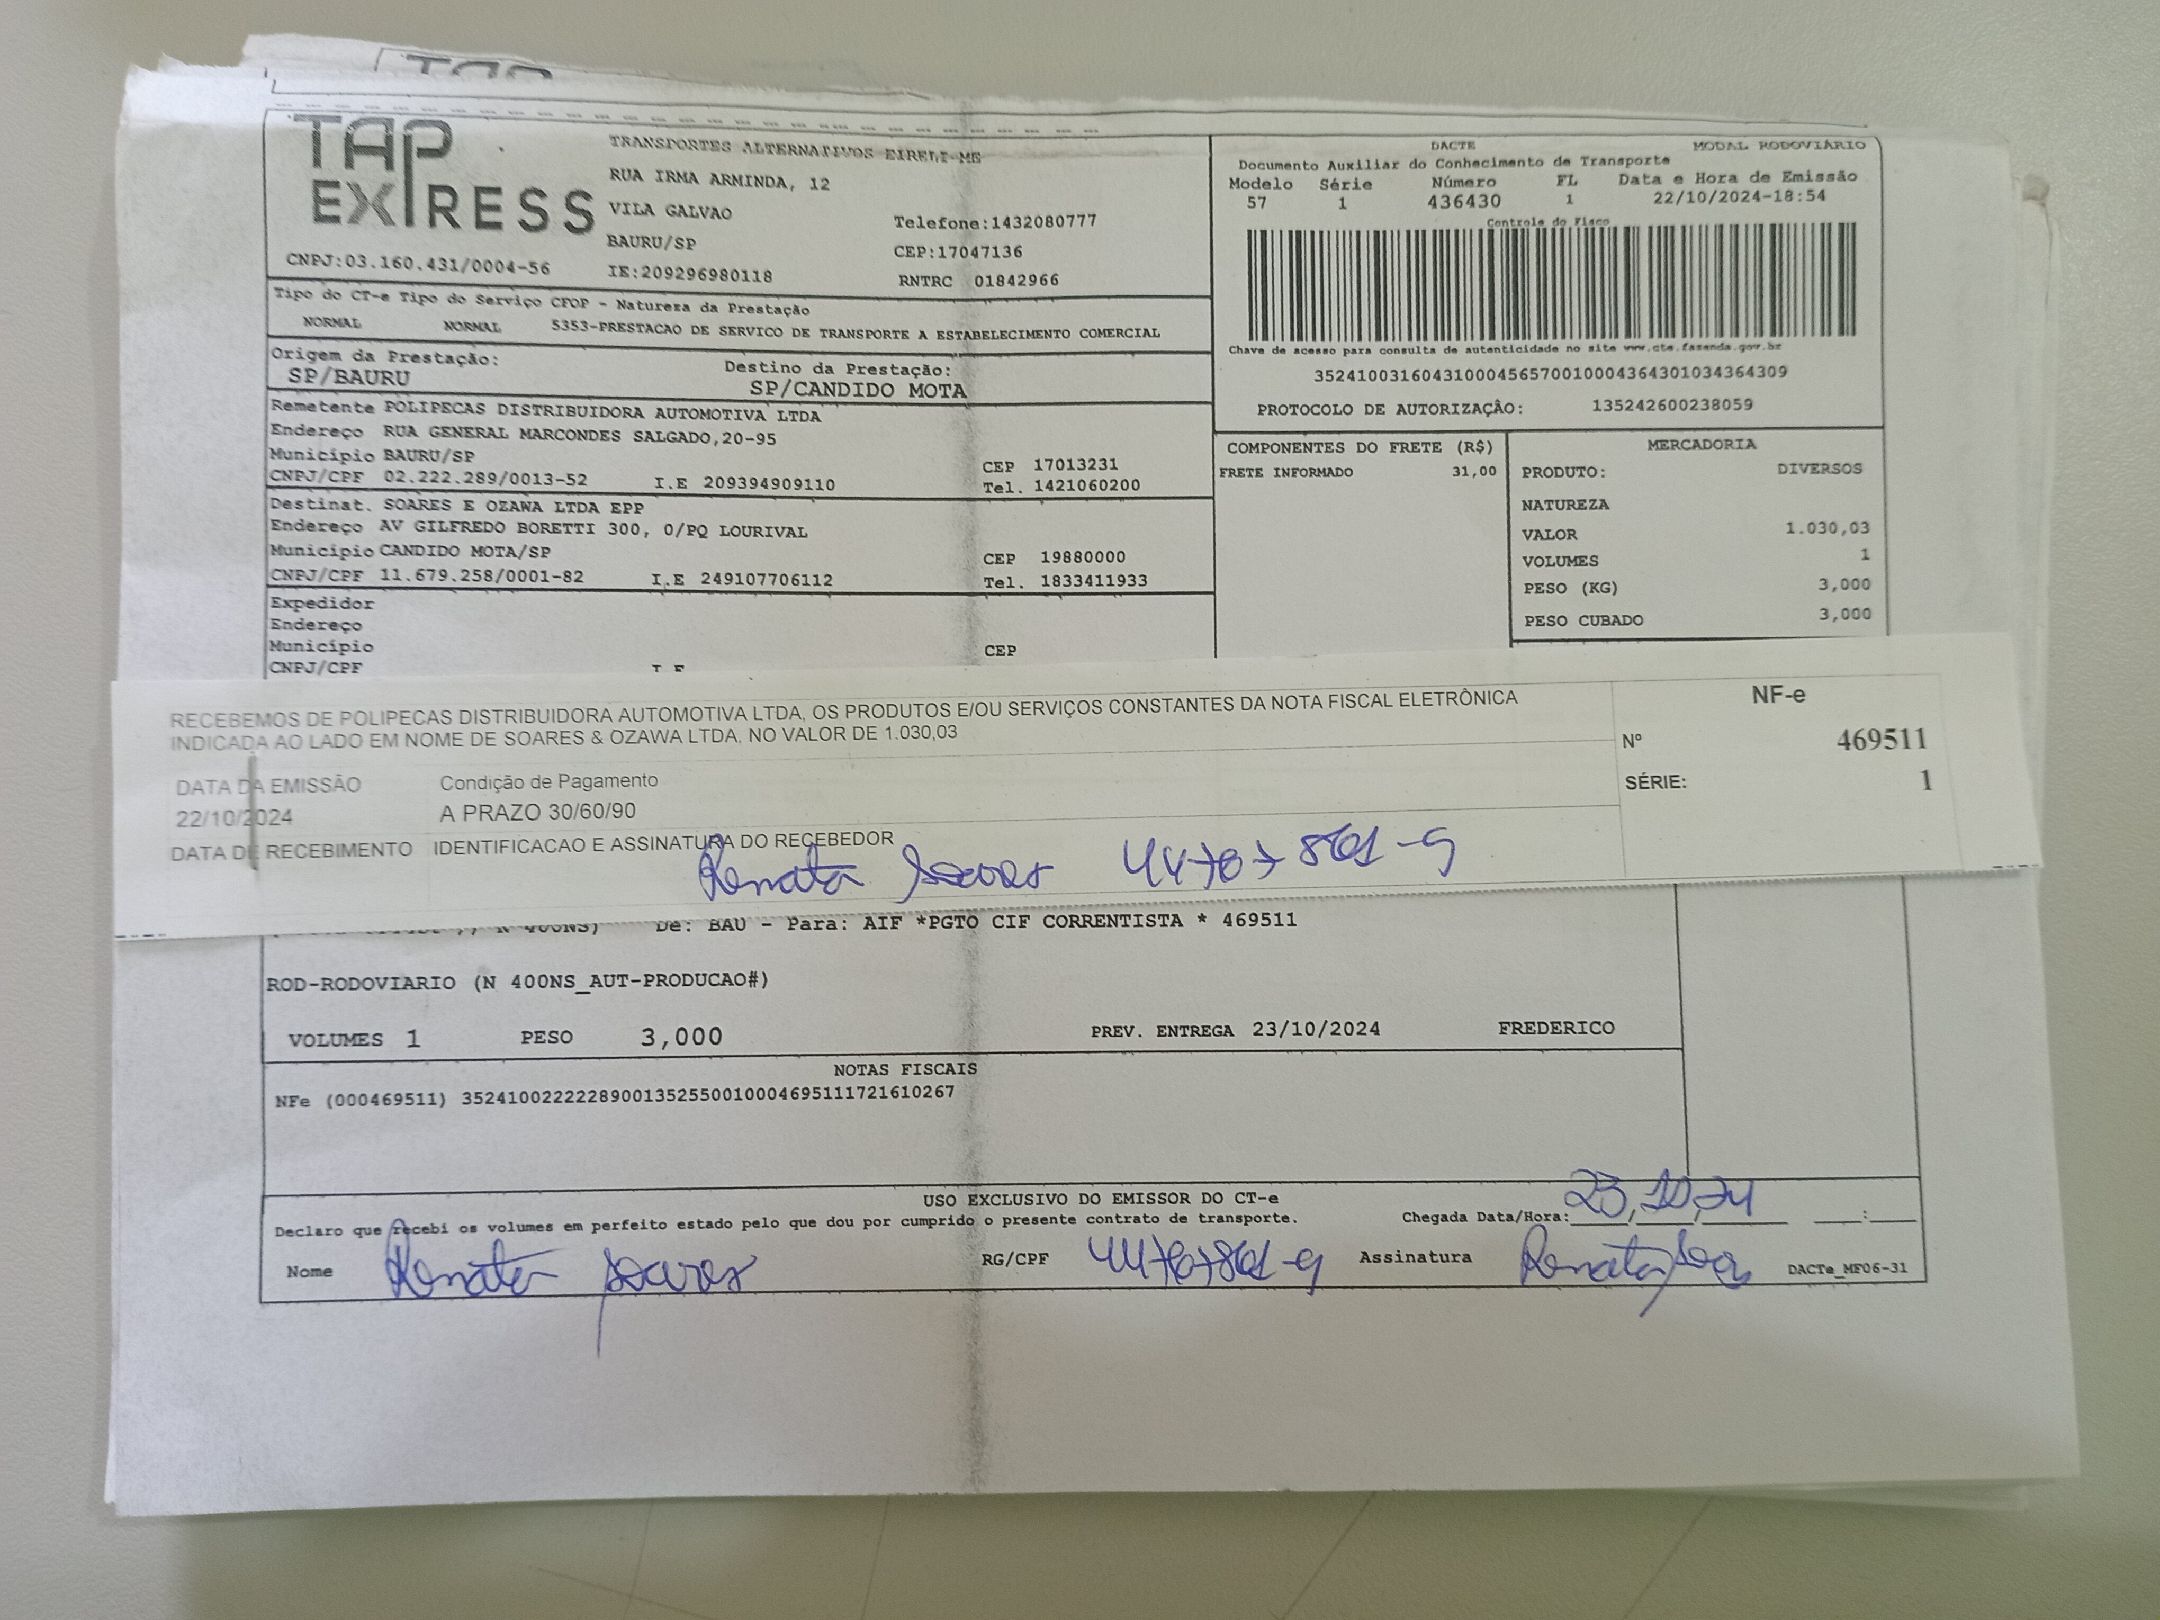 TAP
EXPRESS
CNPJ:03.160.431/0004-56
TRANSPORTES ALTERNATIVOS EIRELI-ME
RUA IRMA ARMINDA, 12
VILA GALVAO
BAURU/SP
IE:209296980118
Telefone:1432080777
CEP:17047136
RNTRC 01842966
DACTE
MODAL RODOVIÁRIO
Documento Auxiliar do Conhecimento de Transporte
Modelo Série Número FL Data e Hora de Emissão
57 1 436430 1 22/10/2024-18:54
Controle do Fisco
Chave de acesso para consulta de autenticidade no site www.cte.fazenda.gov.br
35241003160431000456570010004364301034364309
PROTOCOLO DE AUTORIZAÇÃO: 135242600238059
Tipo do CT-e Tipo do Serviço CFOP - Natureza da Prestação
NORMAL NORMAL 5353-PRESTACAO DE SERVICO DE TRANSPORTE A ESTABELECIMENTO COMERCIAL
Origem da Prestação: Destino da Prestação:
SP/BAURU SP/CANDIDO MOTA
Remetente POLIPECAS DISTRIBUIDORA AUTOMOTIVA LTDA
Endereço RUA GENERAL MARCONDES SALGADO,20-95
Município BAURU/SP CEP 17013231
CNPJ/CPF 02.222.289/0013-52 I.E 209394909110 Tel. 1421060200
Destinat. SOARES E OZAWA LTDA EPP
Endereço AV GILFREDO BORETTI 300, 0/PQ LOURIVAL
Município CANDIDO MOTA/SP CEP 19880000
CNPJ/CPF 11.679.258/0001-82 I.E 249107706112 Tel. 1833411933
Expedidor
Endereço
Município CEP
CNPJ/CPF I E
COMPONENTES DO FRETE (R$)
FRETE INFORMADO 31,00
MERCADORIA
PRODUTO: DIVERSOS
NATUREZA
VALOR 1.030,03
VOLUMES 1
PESO (KG) 3,000
PESO CUBADO 3,000
RECEBEMOS DE POLIPECAS DISTRIBUIDORA AUTOMOTIVA LTDA, OS PRODUTOS E/OU SERVIÇOS CONSTANTES DA NOTA FISCAL ELETRÔNICA
INDICADA AO LADO EM NOME DE SOARES & OZAWA LTDA. NO VALOR DE 1.030,03
DATA DA EMISSÃO Condição de Pagamento
22/10/2024 A PRAZO 30/60/90
DATA DE RECEBIMENTO IDENTIFICACAO E ASSINATURA DO RECEBEDOR
Renata Soares 44707861-9
NF-e
Nº 469511
SÉRIE: 1
De: BAU - Para: AIF *PGTO CIF CORRENTISTA * 469511
ROD-RODOVIARIO (N 400NS_AUT-PRODUCAO#)
VOLUMES 1 PESO 3,000 PREV. ENTREGA 23/10/2024 FREDERICO
NOTAS FISCAIS
NFe (000469511) 35241002222289001352550010004695111721610267
USO EXCLUSIVO DO EMISSOR DO CT-e
Declaro que recebi os volumes em perfeito estado pelo que dou por cumprido o presente contrato de transporte. Chegada Data/Hora: 23/10/24 __:__
Nome Renata Soares RG/CPF 44707861-9 Assinatura Renata Soares DACTe_MF06-31